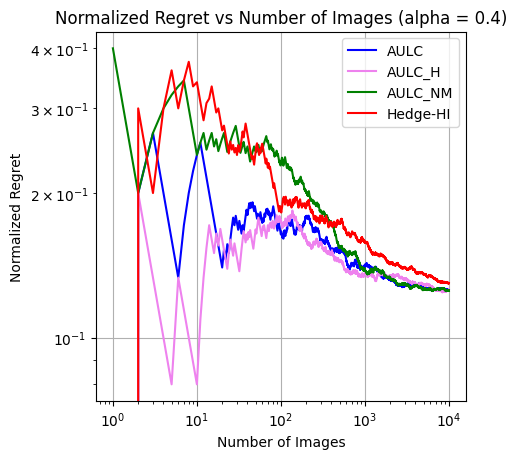 Normalized Regret vs Number of Images (alpha = 0.4)
AULC
AULC_H
AULC_NM
Hedge-HI
Normalized Regret
4 × 10⁻¹
3 × 10⁻¹
2 × 10⁻¹
10⁻¹
10⁰ 10¹ 10² 10³ 10⁴
Number of Images